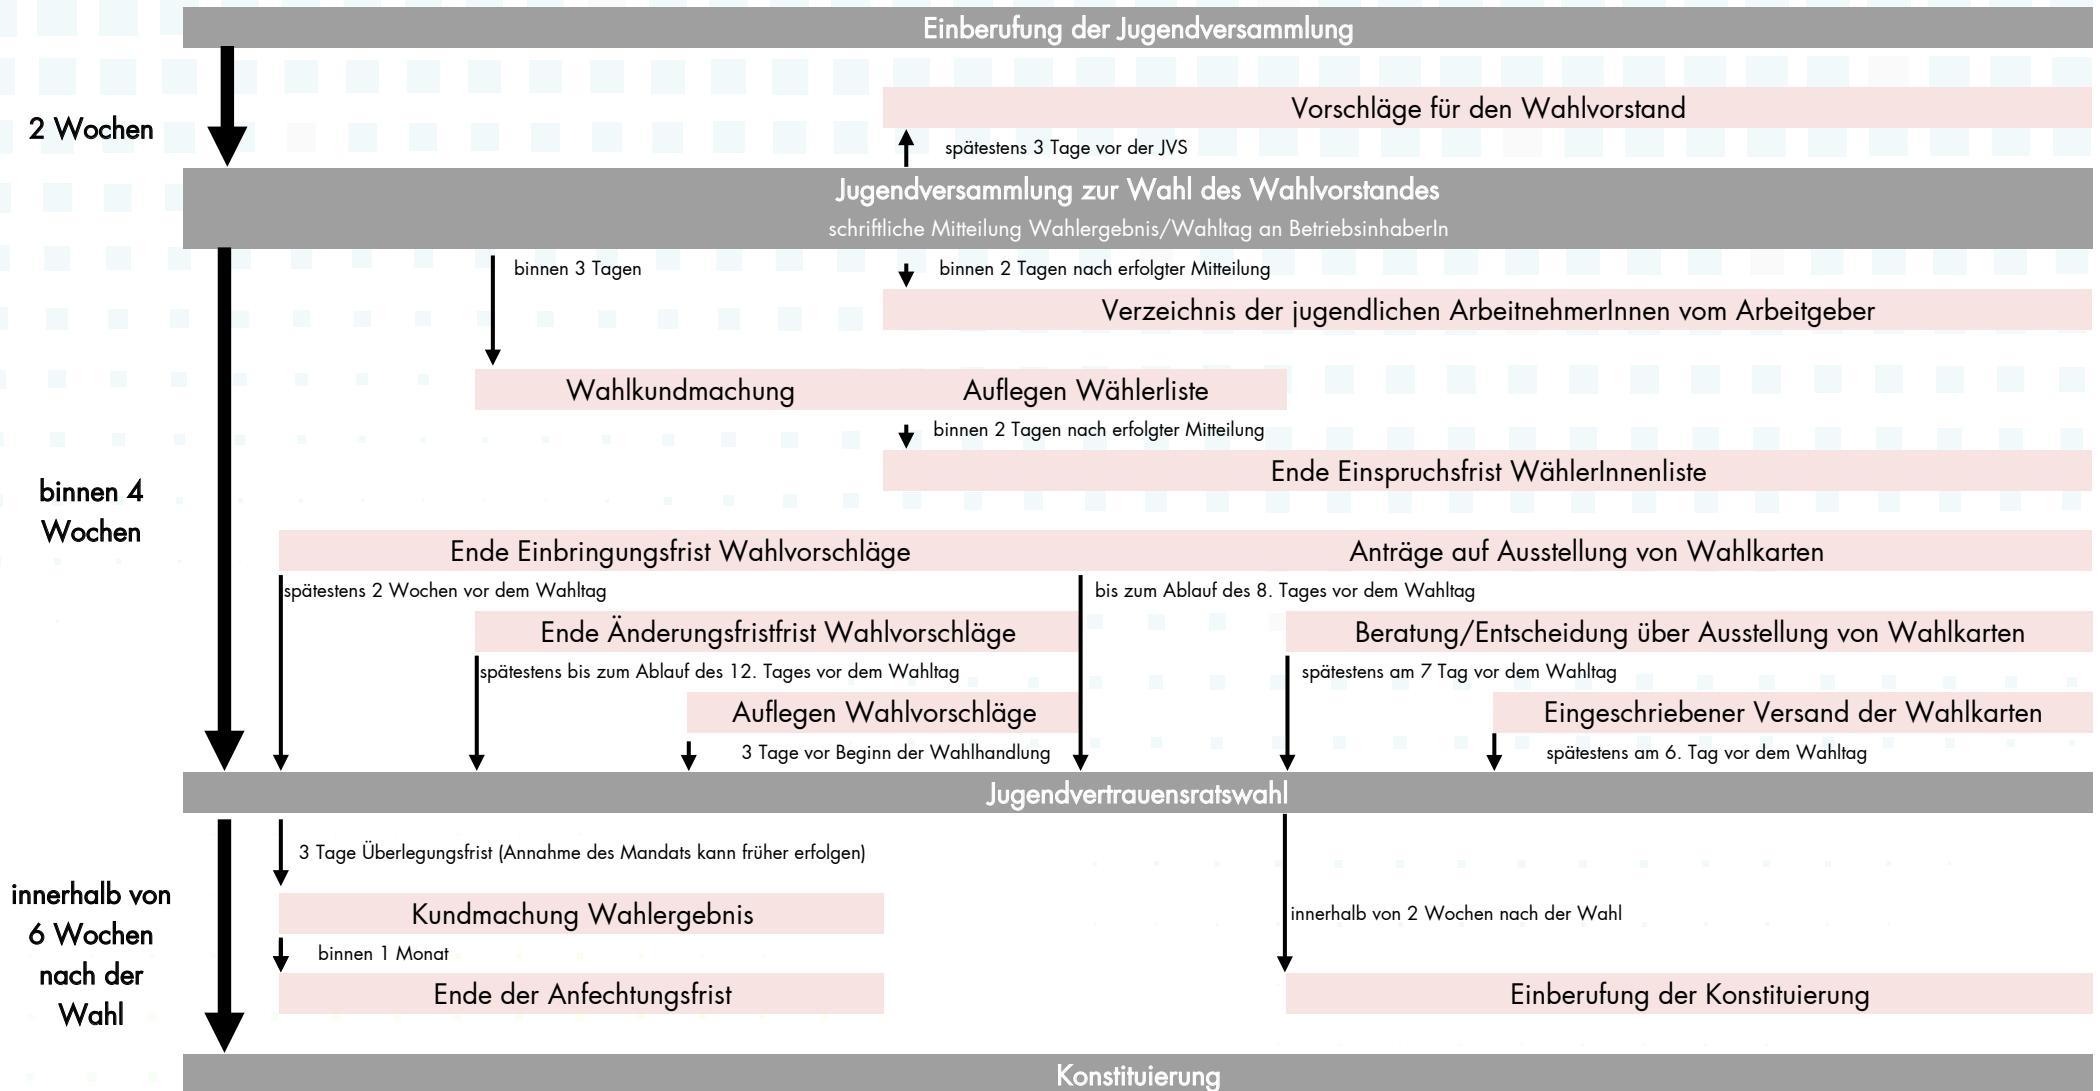 Einberufung der Jugendversammlung
2 Wochen
Vorschläge für den Wahlvorstand
spätestens 3 Tage vor der JVS
Jugendversammlung zur Wahl des Wahlvorstandes
schriftliche Mitteilung Wahlergebnis/Wahltag an BetriebsinhaberIn
binnen 3 Tagen
binnen 2 Tagen nach erfolgter Mitteilung
Verzeichnis der jugendlichen ArbeitnehmerInnen vom Arbeitgeber
Wahlkundmachung
Auflegen Wählerliste
binnen 2 Tagen nach erfolgter Mitteilung
Ende Einspruchsfrist WählerInnenliste
binnen 4
Wochen
Ende Einbringungsfrist Wahlvorschläge
Anträge auf Ausstellung von Wahlkarten
spätestens 2 Wochen vor dem Wahltag
bis zum Ablauf des 8. Tages vor dem Wahltag
Ende Änderungsfristfrist Wahlvorschläge
Beratung/Entscheidung über Ausstellung von Wahlkarten
spätestens bis zum Ablauf des 12. Tages vor dem Wahltag
spätestens am 7 Tag vor dem Wahltag
Auflegen Wahlvorschläge
Eingeschriebener Versand der Wahlkarten
3 Tage vor Beginn der Wahlhandlung
spätestens am 6. Tag vor dem Wahltag
Jugendvertrauensratswahl
3 Tage Überlegungsfrist (Annahme des Mandats kann früher erfolgen)
innerhalb von
6 Wochen
nach der
Wahl
Kundmachung Wahlergebnis
innerhalb von 2 Wochen nach der Wahl
binnen 1 Monat
Ende der Anfechtungsfrist
Einberufung der Konstituierung
Konstituierung